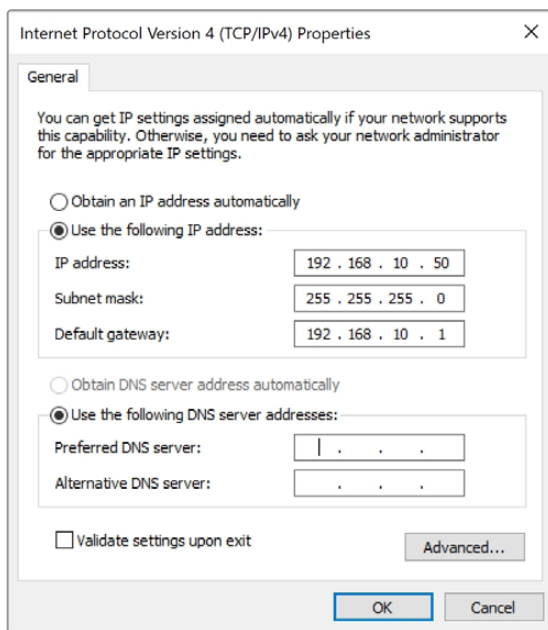 Internet Protocol Version 4 (TCP/IPv4) Properties
General
You can get IP settings assigned automatically if your network supports
this capability. Otherwise, you need to ask your network administrator
for the appropriate IP settings.
Obtain an IP address automatically
Use the following IP address:
IP address: 192 . 168 . 10 . 50
Subnet mask: 255 . 255 . 255 . 0
Default gateway: 192 . 168 . 10 . 1
Obtain DNS server address automatically
Use the following DNS server addresses:
Preferred DNS server: . . .
Alternative DNS server: . . .
Validate settings upon exit
Advanced...
OK Cancel